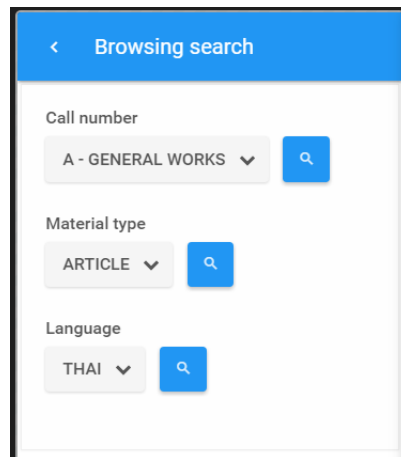 Browsing search
Call number
A - GENERAL WORKS
Material type
ARTICLE
Language
THAI